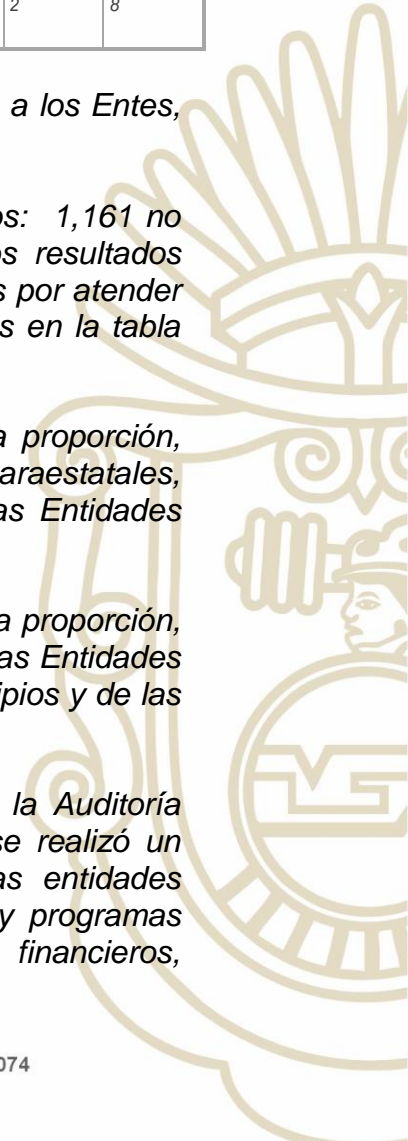 2 8
a los Entes,
os: 1,161 no
os resultados
s por atender
s en la tabla
a proporción,
araestatales,
as Entidades
a proporción,
as Entidades
ipios y de las
la Auditoría
se realizó un
as entidades
y programas
financieros,
074